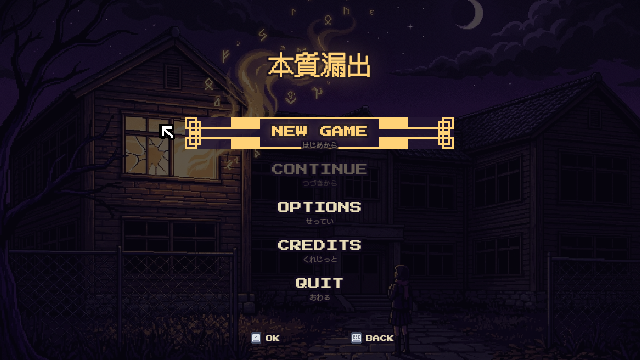 本質漏出
NEW GAME
はじめから
CONTINUE
つづきから
OPTIONS
せってい
CREDITS
くれじっと
QUIT
おわる
OK
BACK